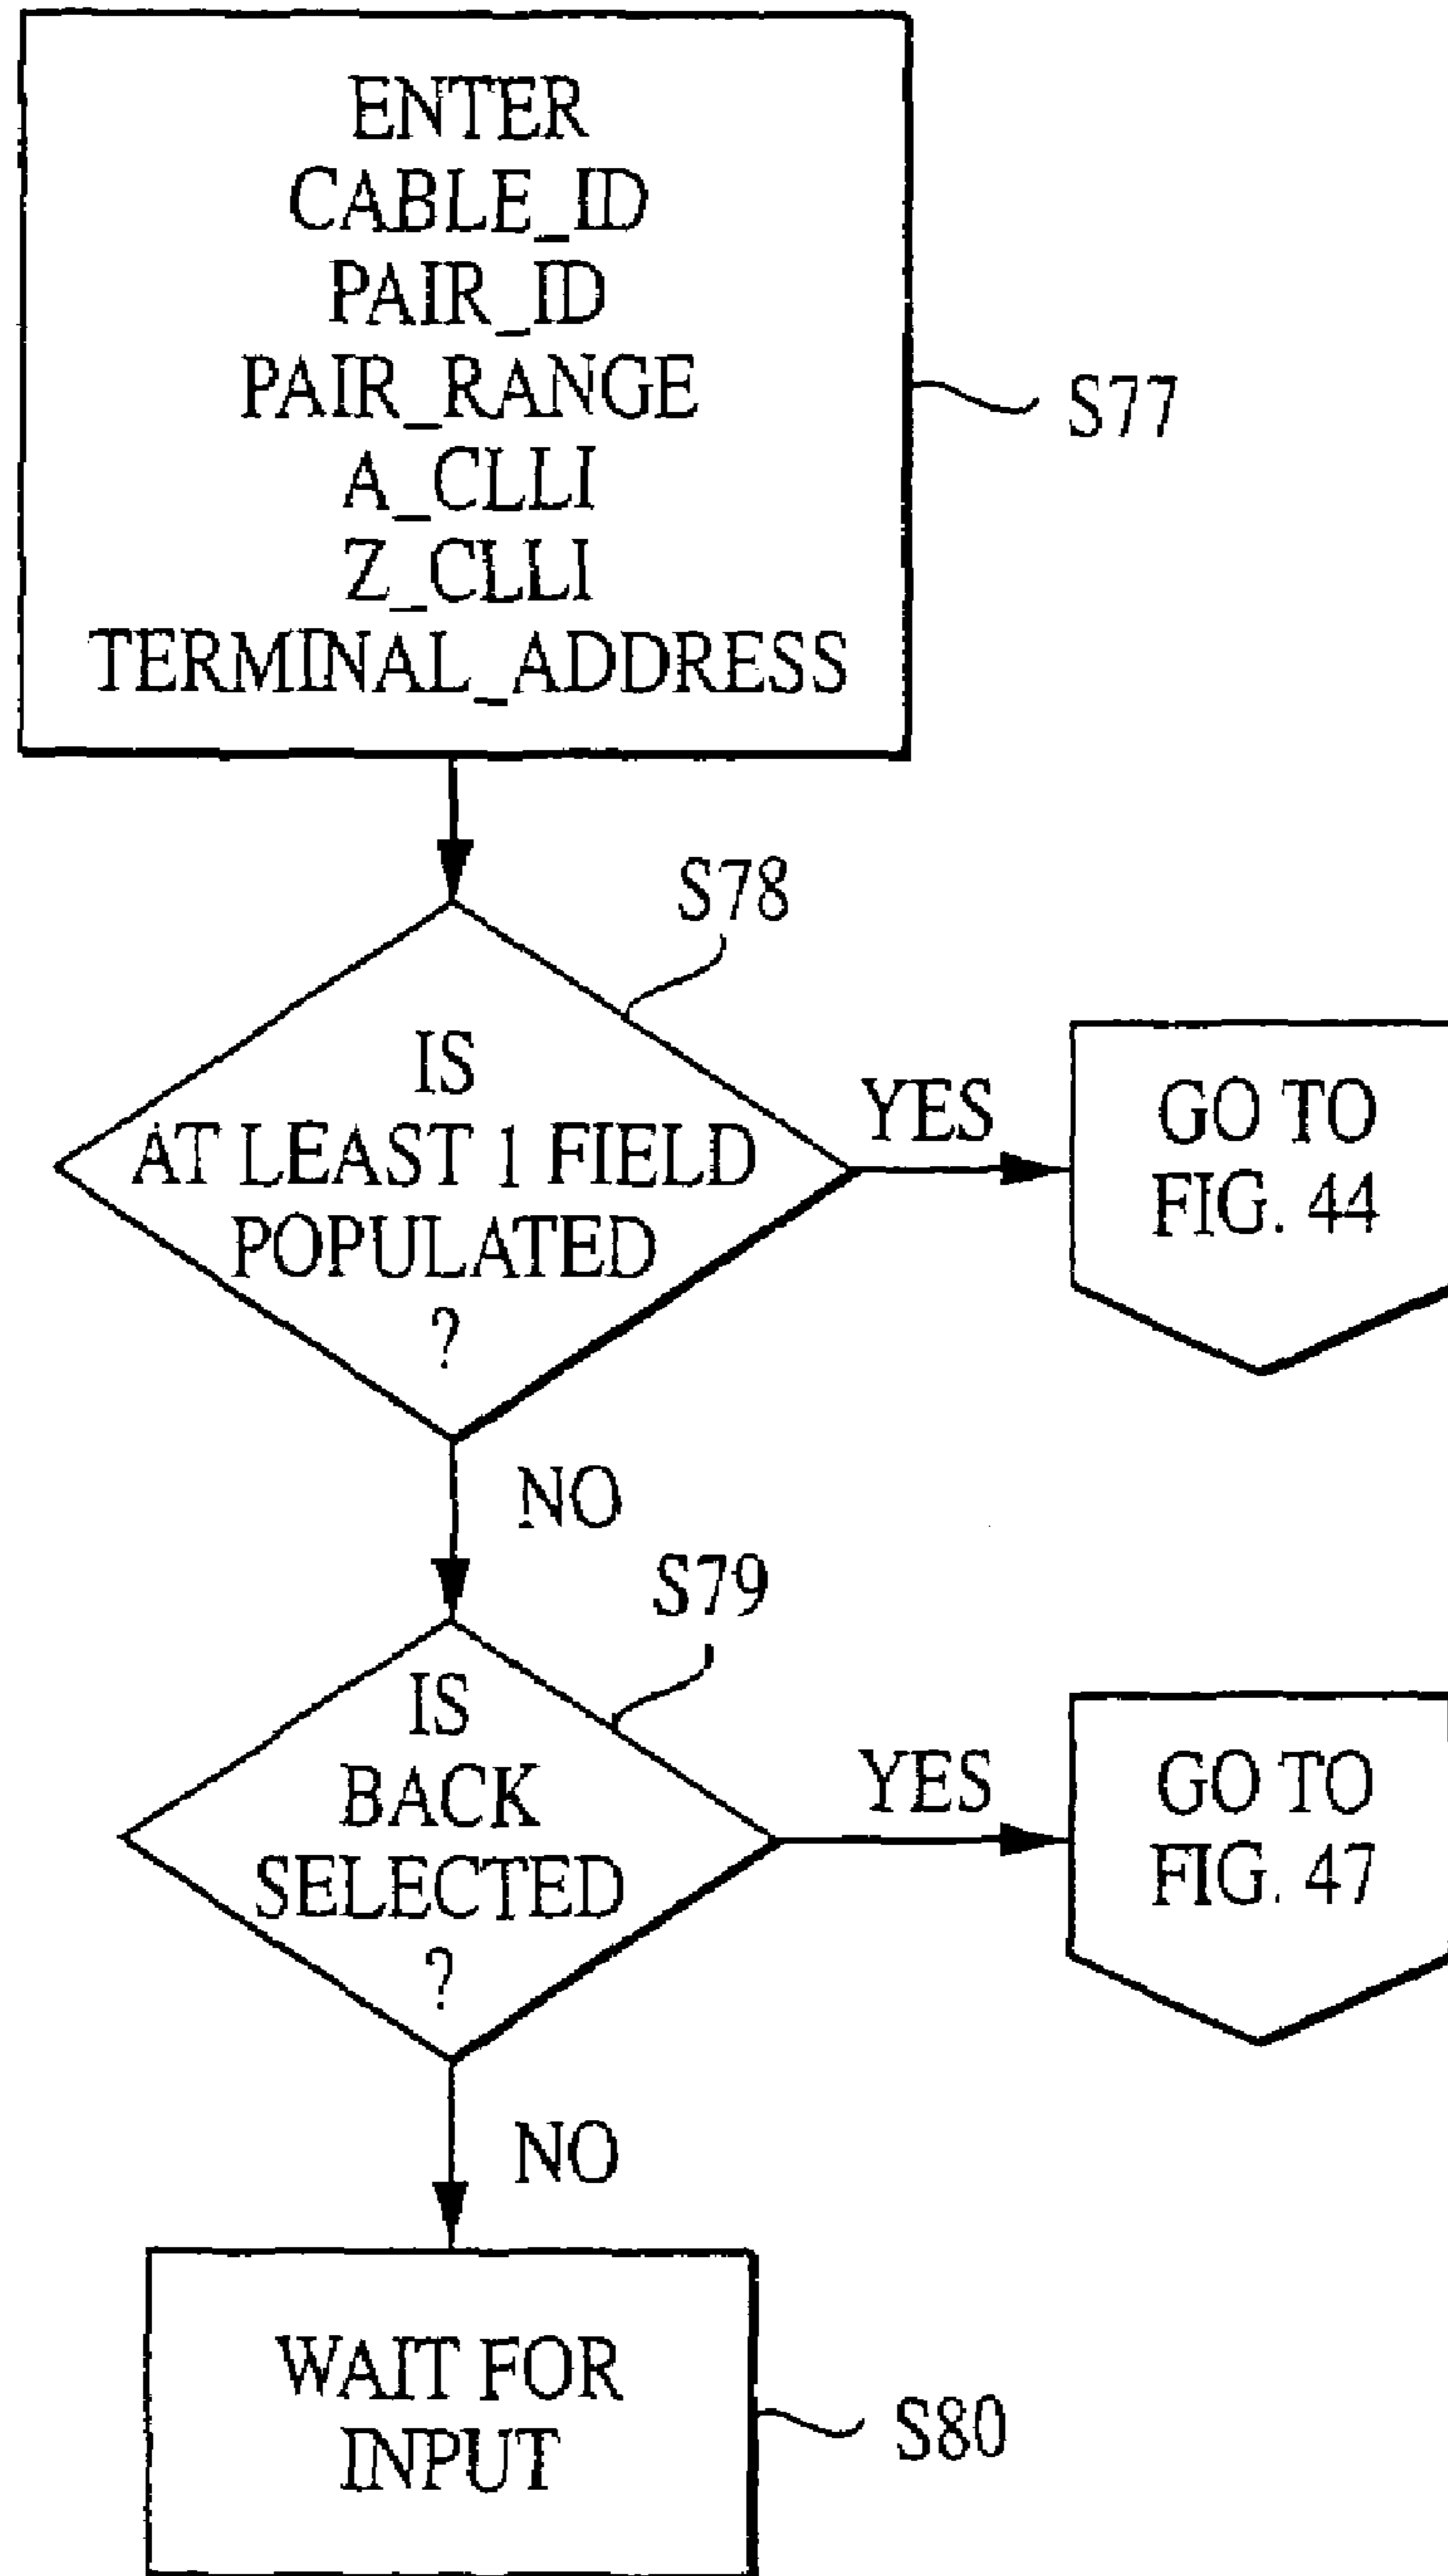 ENTER
CABLE_ID
PAIR_ID
PAIR_RANGE
A_CLLI
Z_CLLI
TERMINAL_ADDRESS
S77
S78
IS
AT LEAST 1 FIELD
POPULATED
?
YES
GO TO
FIG. 44
NO
S79
IS
BACK
SELECTED
?
YES
GO TO
FIG. 47
NO
WAIT FOR
INPUT
S80